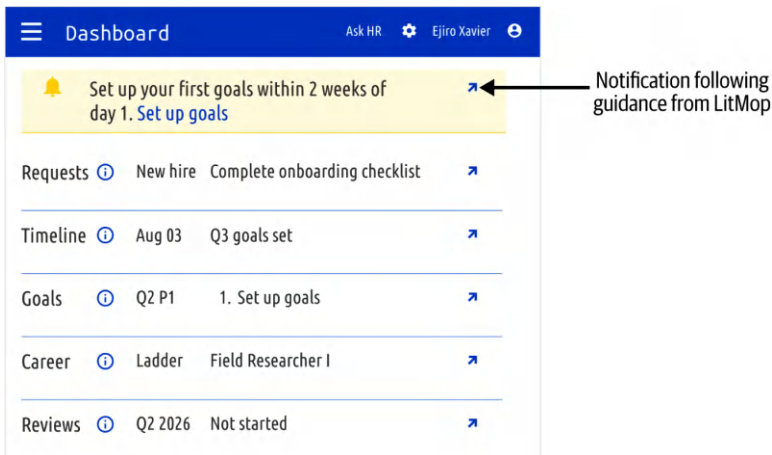 Dashboard Ask HR Ejiro Xavier
Set up your first goals within 2 weeks of
day 1. Set up goals
Notification following
guidance from LitMop
Requests New hire Complete onboarding checklist
Timeline Aug 03 Q3 goals set
Goals Q2 P1 1. Set up goals
Career Ladder Field Researcher I
Reviews Q2 2026 Not started